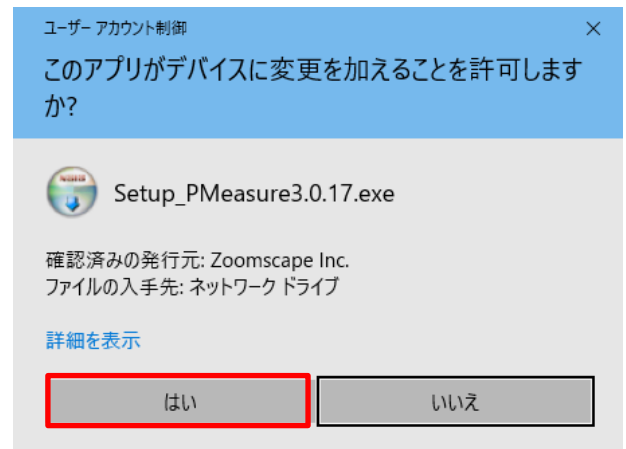 ユーザー アカウント制御
このアプリがデバイスに変更を加えることを許可します
か?
Setup_PMeasure3.0.17.exe
確認済みの発行元: Zoomscape Inc.
ファイルの入手先: ネットワーク ドライブ
詳細を表示
はい
いいえ